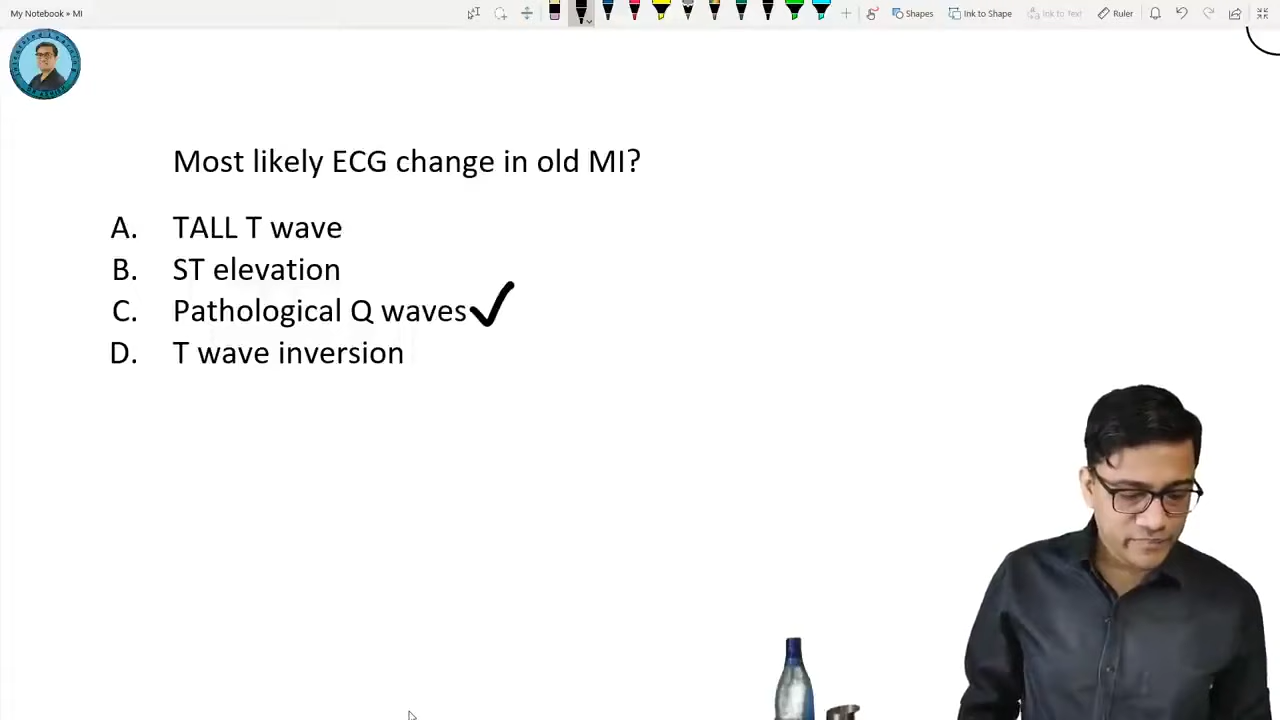 My Notebook » MI
Shapes
Ink to Shape
Ink to Text
Ruler
Most likely ECG change in old MI?
A. TALL T wave
B. ST elevation
C. Pathological Q waves
D. T wave inversion